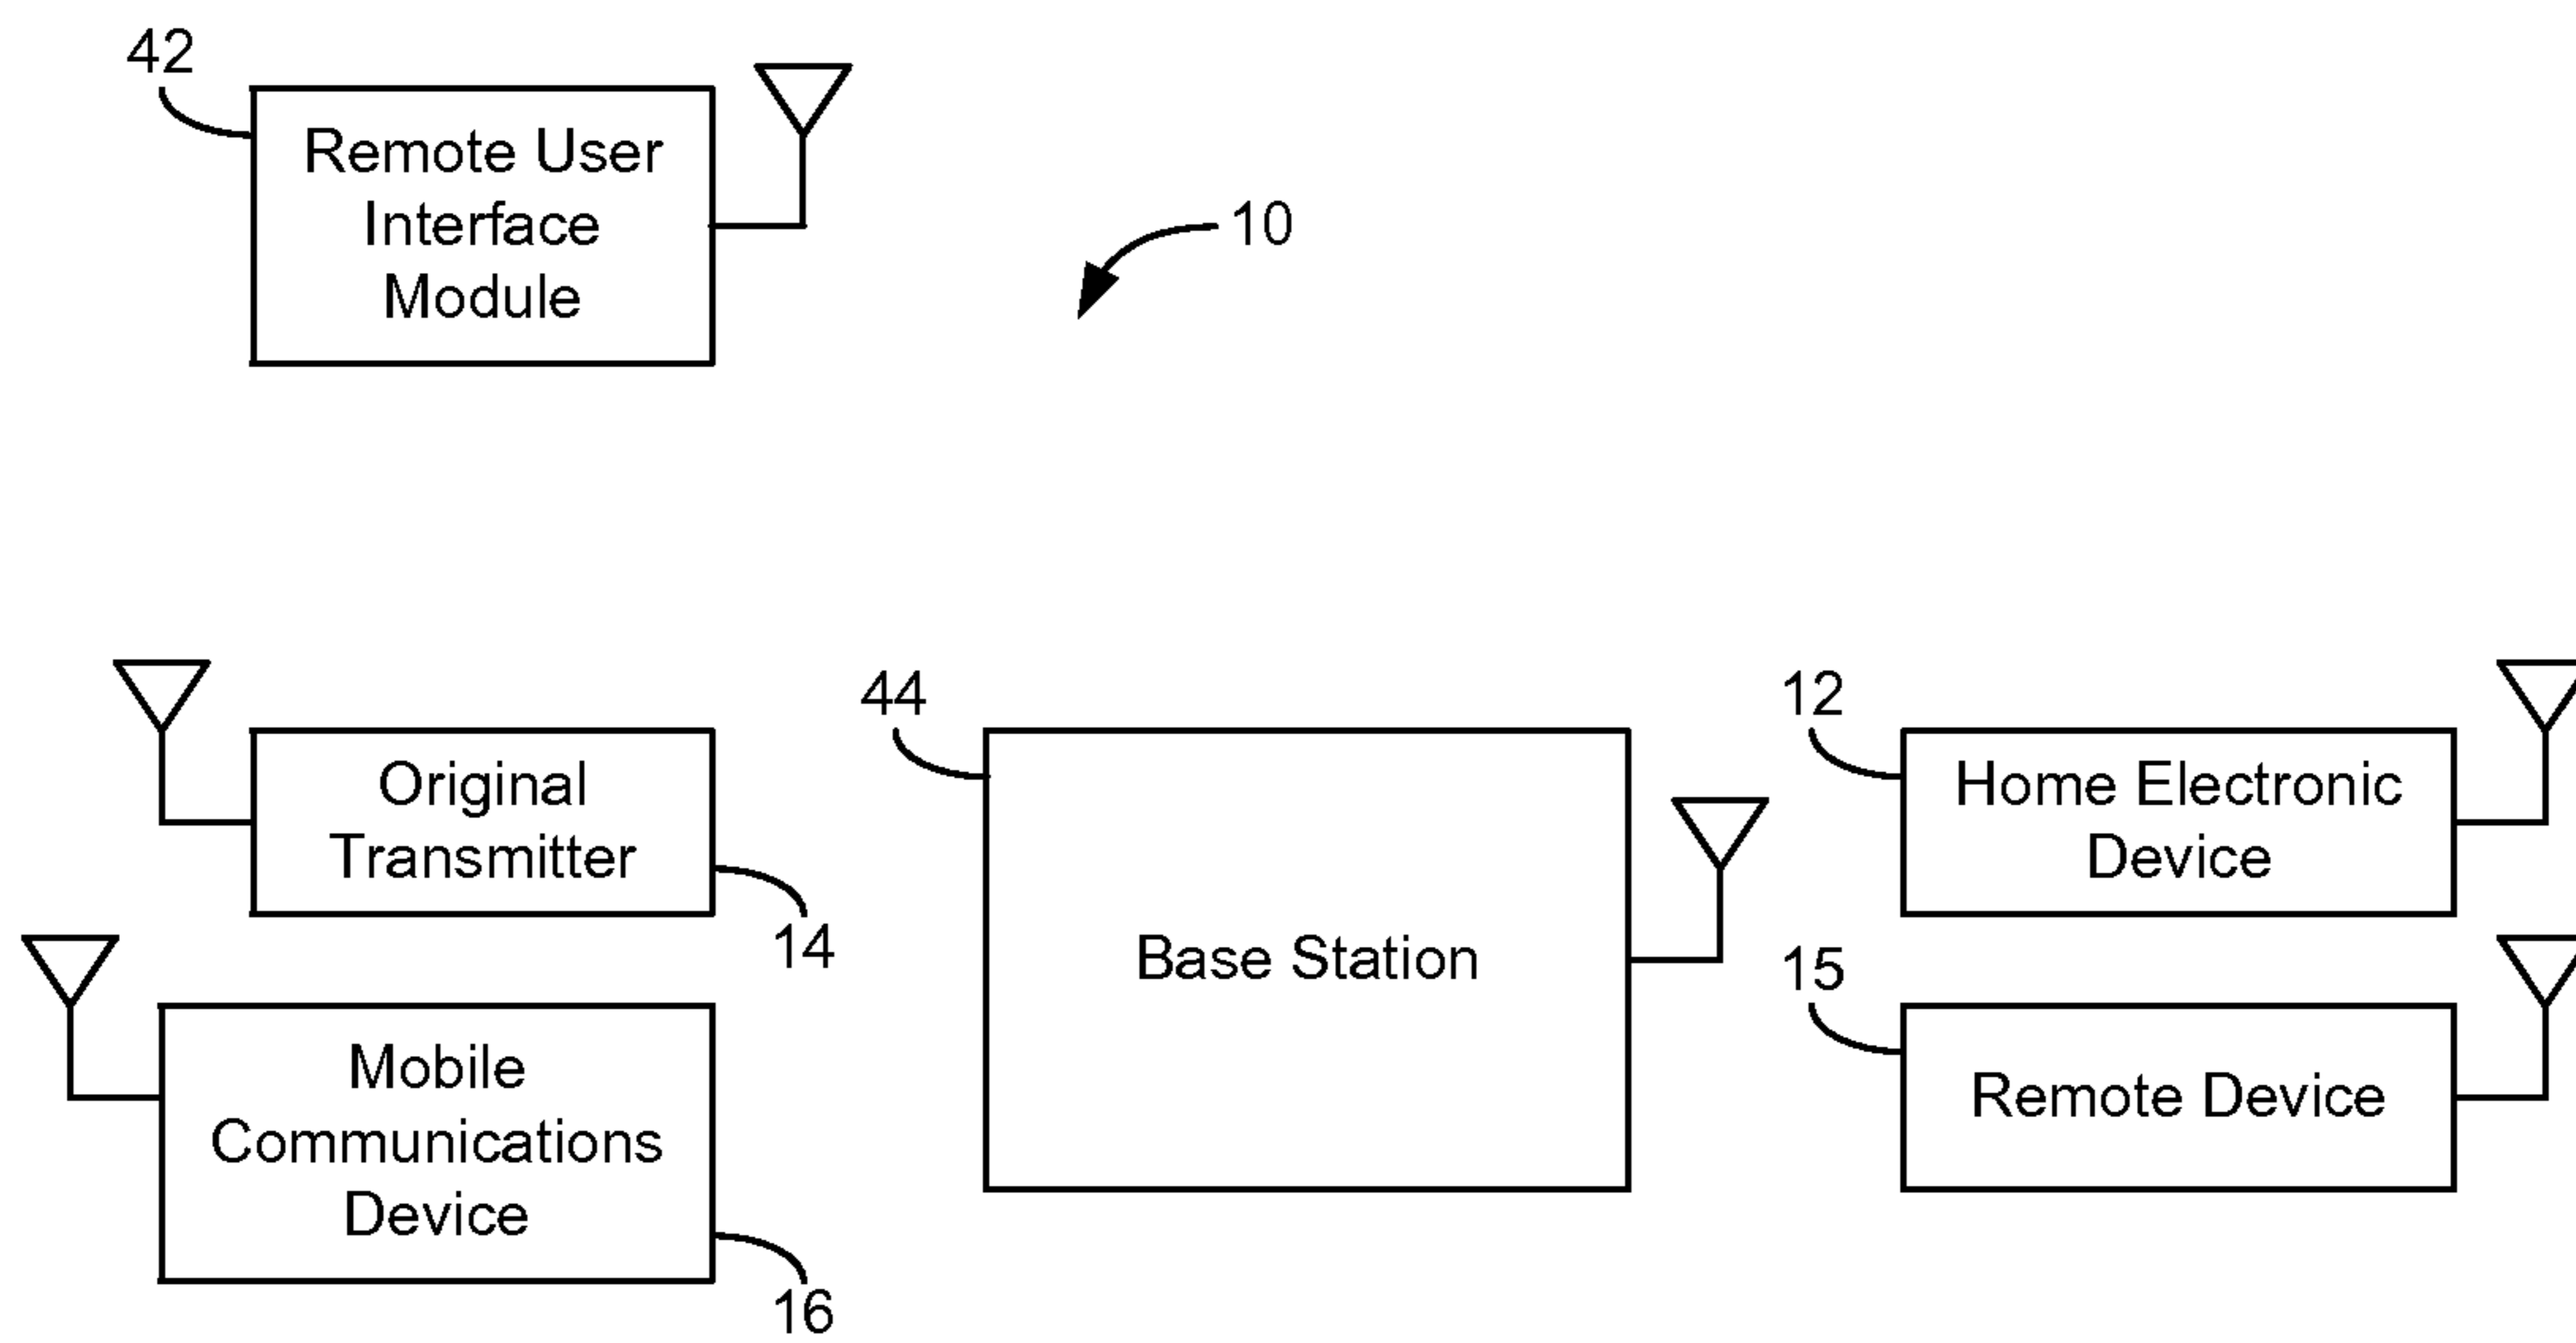 42
Remote User
Interface
Module
10
Original
Transmitter
14
44
Base Station
12
Home Electronic
Device
15
Remote Device
Mobile
Communications
Device
16